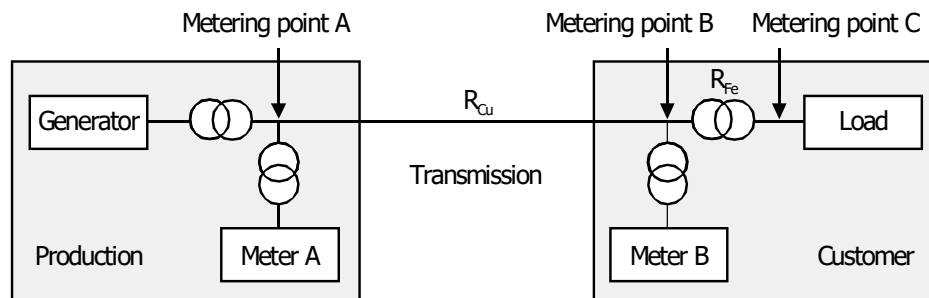 Metering point A
Metering point B
Metering point C
Generator
R_Cu
R_Fe
Load
Transmission
Production
Meter A
Meter B
Customer